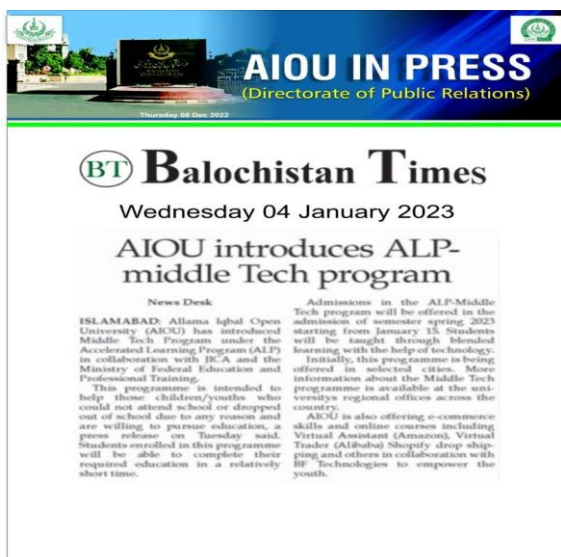 AIOU IN PRESS
(Directorate of Public Relations)
Thursday 08 Dec 2022
BT
Balochistan Times
Wednesday 04 January 2023
AIOU introduces ALP-
middle Tech program
News Desk
ISLAMABAD: Allama Iqbal Open
University (AIOU) has introduced
Middle Tech Program under the
Accelerated Learning Program (ALP)
in collaboration with JICA and the
Ministry of Federal Education and
Professional Training.
This programme is intended to
help those children/youths who
could not attend school or dropped
out of school due to any reason and
are willing to pursue education, a
press release on Tuesday said.
Students enrolled in this programme
will be able to complete their
required education in a relatively
short time.
Admissions in the ALP-Middle
Tech program will be offered in the
admission of semester spring 2023
starting from January 15. Students
will be taught through blended
learning with the help of technology.
Initially, this programme is being
offered in selected cities. More
information about the Middle Tech
programme is available at the uni-
versitys regional offices across the
country.
AIOU is also offering e-commerce
skills and online courses including
Virtual Assistant (Amazon), Virtual
Trader (Alibaba) Shopify drop ship-
ping and others in collaboration with
BF Technologies to empower the
youth.